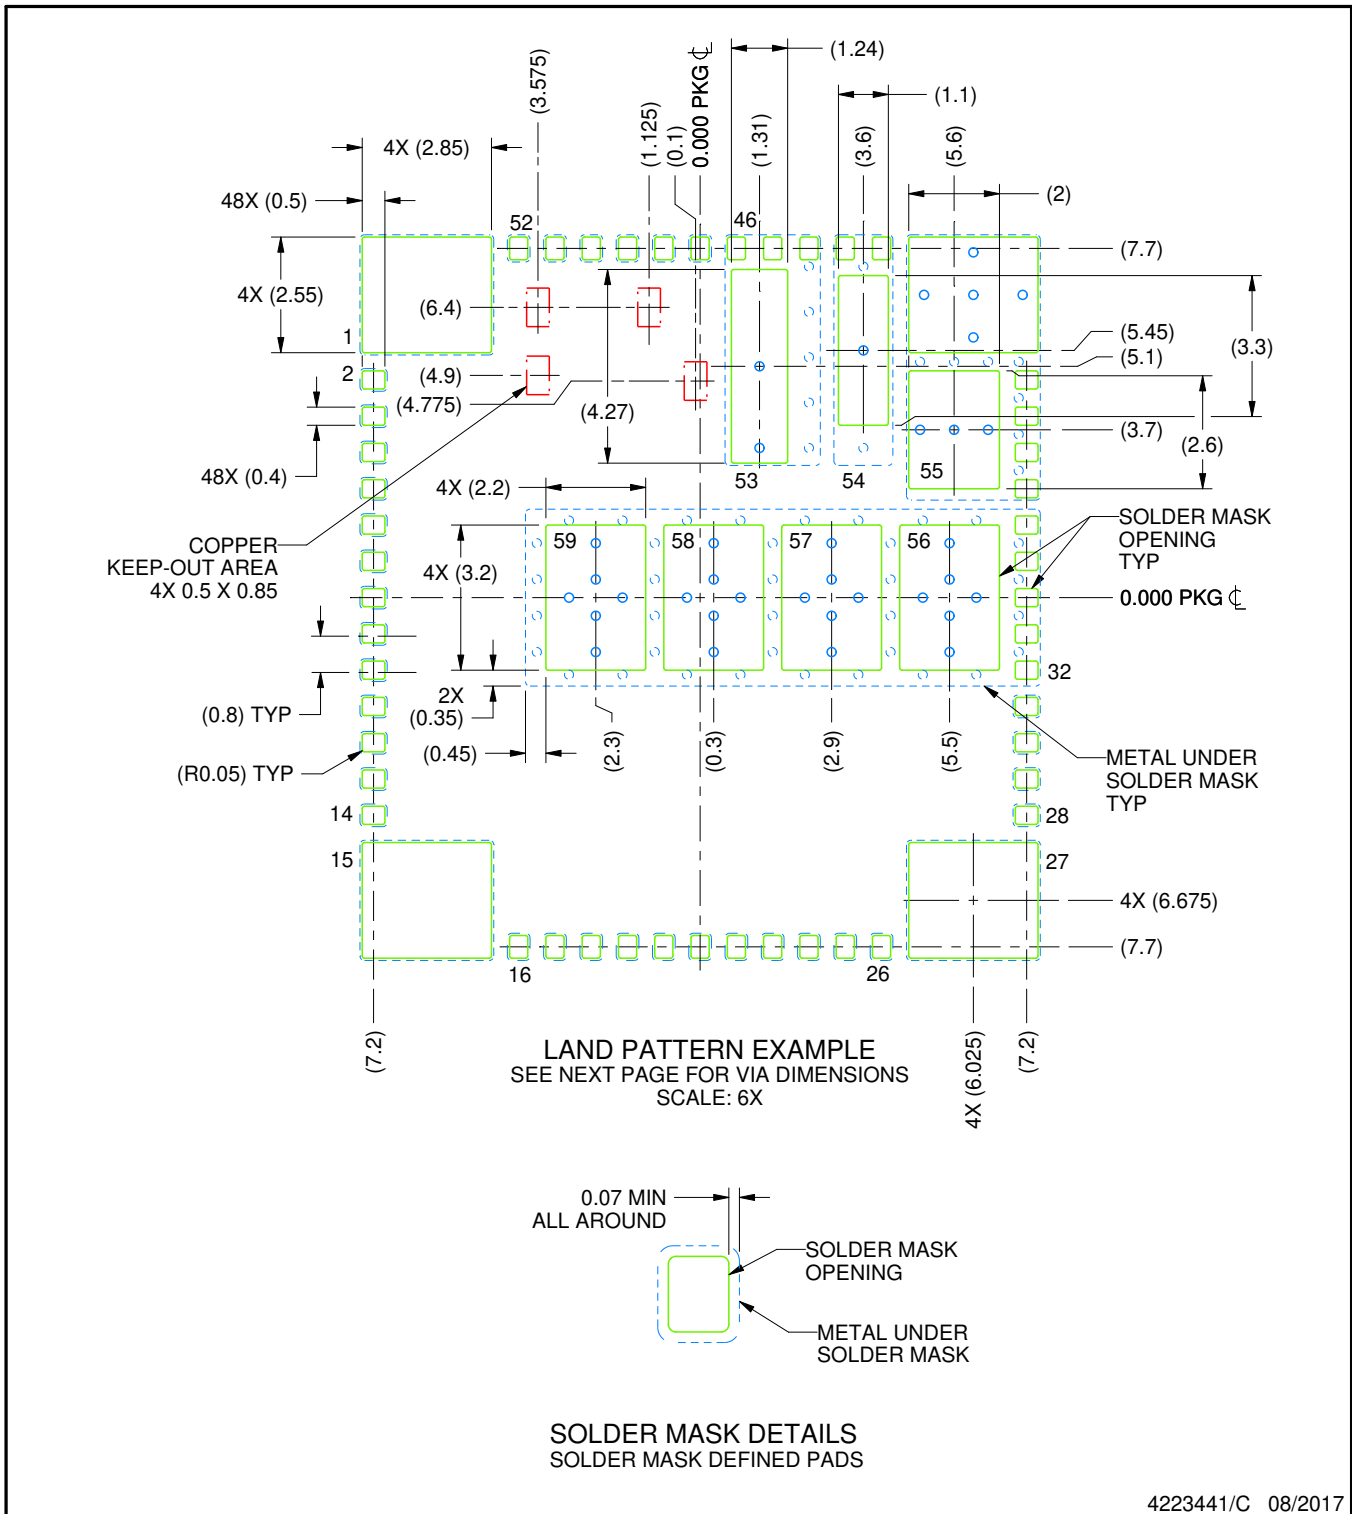 (3.575)
(1.125)
(0.1)
0.000 PKG ℄
(1.31)
(1.24)
(1.1)
(3.6)
(5.6)
(2)
4X (2.85)
48X (0.5)
52
46
(7.7)
4X (2.55)
(6.4)
(5.45)
(5.1)
(3.3)
1
2
(4.9)
(4.775)
(4.27)
(3.7)
(2.6)
48X (0.4)
4X (2.2)
53
54
55
COPPER
KEEP-OUT AREA
4X 0.5 X 0.85
59
58
57
56
SOLDER MASK
OPENING
TYP
4X (3.2)
0.000 PKG ℄
32
(0.8) TYP
2X
(0.35)
(0.45)
(2.3)
(0.3)
(2.9)
(5.5)
(R0.05) TYP
METAL UNDER
SOLDER MASK
TYP
14
28
15
27
4X (6.675)
(7.7)
16
26
(7.2)
4X (6.025)
(7.2)
LAND PATTERN EXAMPLE
SEE NEXT PAGE FOR VIA DIMENSIONS
SCALE: 6X
0.07 MIN
ALL AROUND
SOLDER MASK
OPENING
METAL UNDER
SOLDER MASK
SOLDER MASK DETAILS
SOLDER MASK DEFINED PADS
4223441/C 08/2017